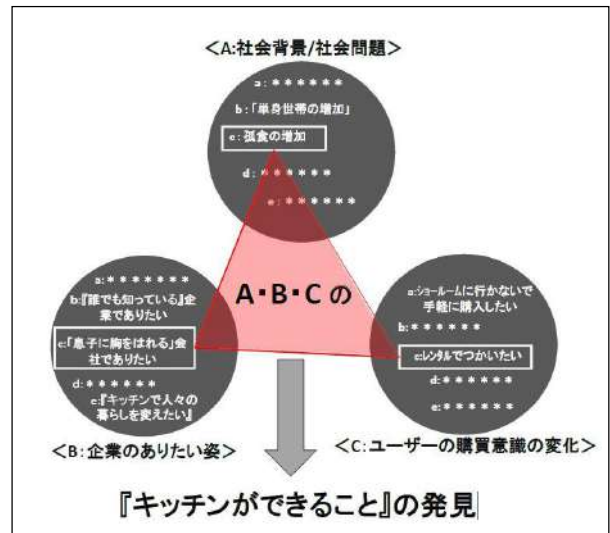 ＜A:社会背景/社会問題＞
a:＊＊＊＊＊＊
b:「単身世帯の増加」
c:孤食の増加
d:＊＊＊＊＊＊
e:＊＊＊＊＊＊
A・B・Cの
a:＊＊＊＊＊＊＊
b:『誰でも知っている』企
業でありたい
c:「息子に胸をはれる」会
社でありたい
d:＊＊＊＊＊＊
e:『キッチンで人々の
暮らしを変えたい』
＜B:企業のありたい姿＞
a:ショールームに行かないで
手軽に購入したい
b:＊＊＊＊＊＊
c:レンタルでつかいたい
d:＊＊＊＊＊＊
e:＊＊＊＊＊＊
＜C:ユーザーの購買意識の変化＞
『キッチンができること』の発見